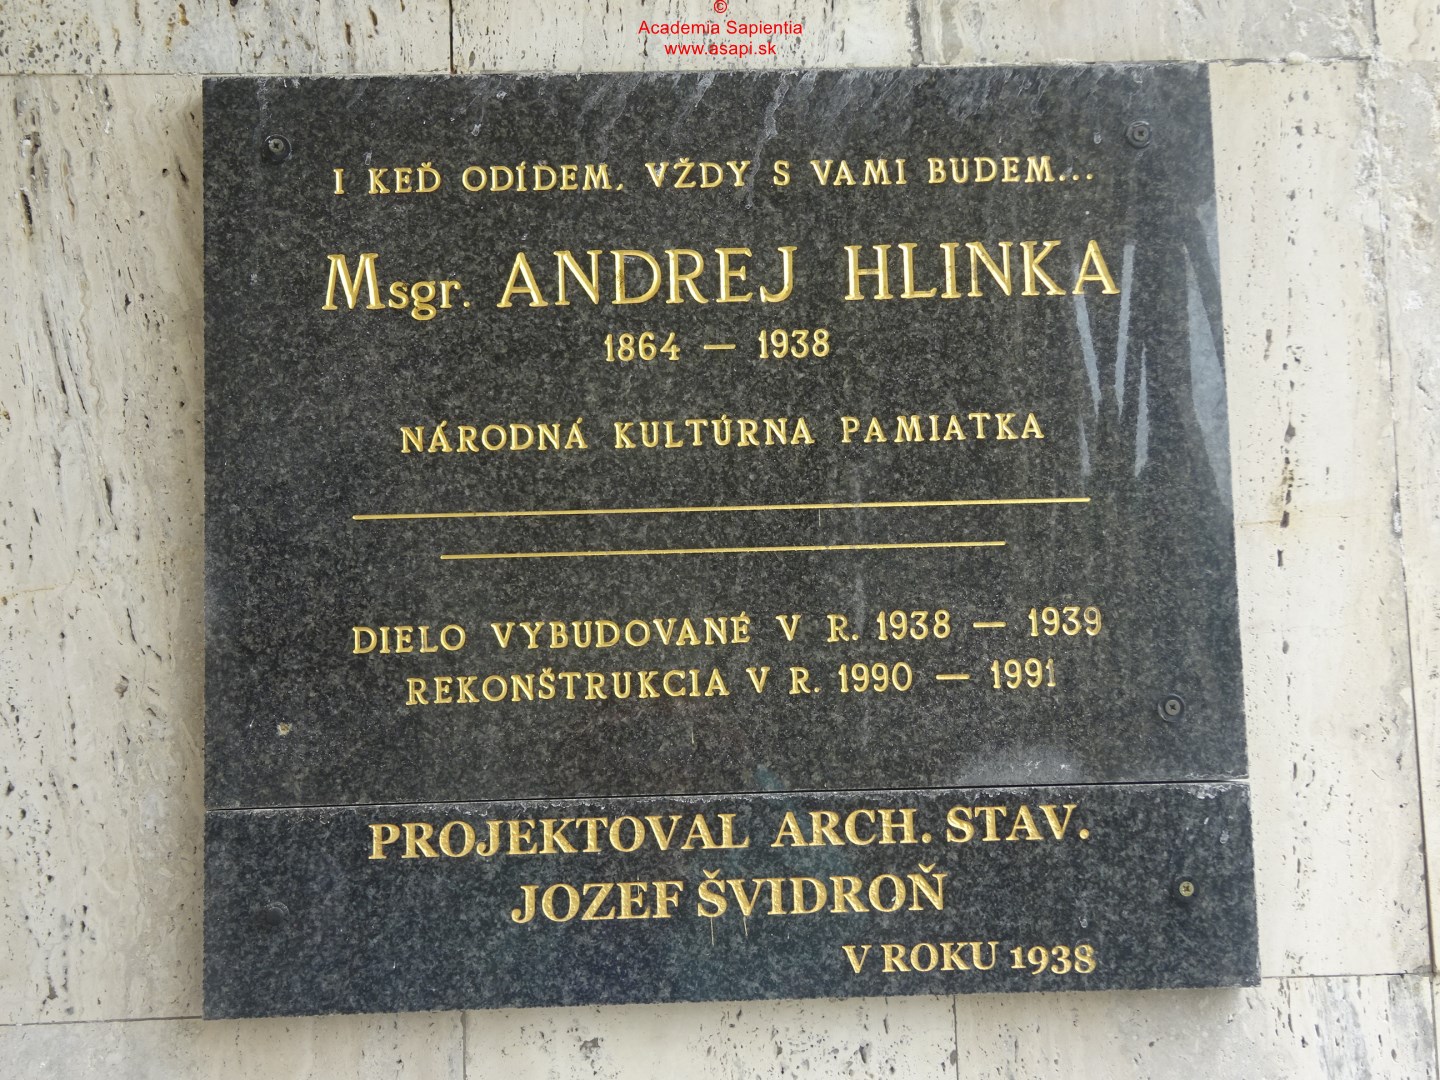 ©
Academia Sapientia
www.asapi.sk
I KEĎ ODÍDEM, VŽDY S VAMI BUDEM...
Msgr. ANDREJ HLINKA
1864 — 1938
NÁRODNÁ KULTÚRNA PAMIATKA
DIELO VYBUDOVANÉ V R. 1938 — 1939
REKONŠTRUKCIA V R. 1990 — 1991
PROJEKTOVAL ARCH. STAV.
JOZEF ŠVIDROŇ
V ROKU 1938